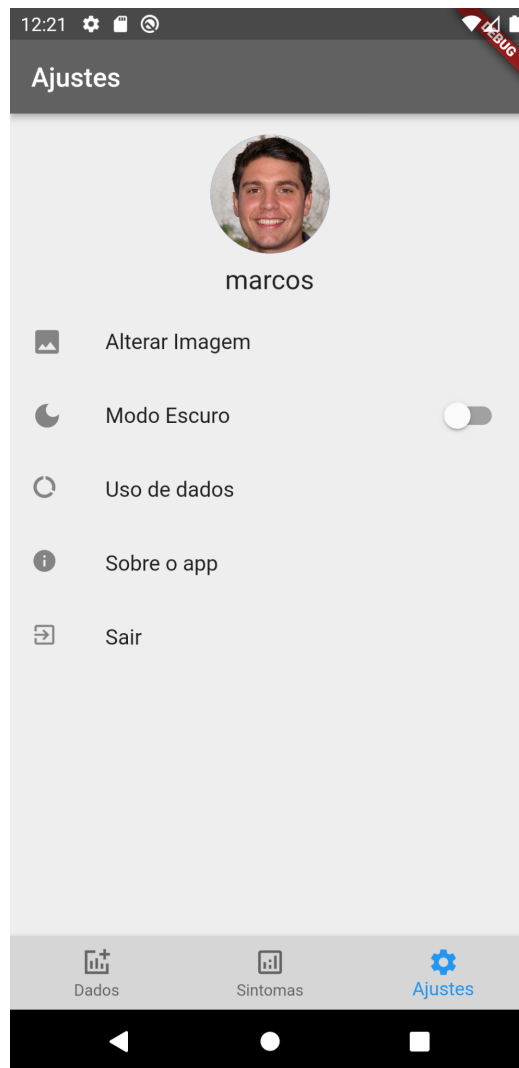 12:21
DEBUG
Ajustes
marcos
Alterar Imagem
Modo Escuro
Uso de dados
Sobre o app
Sair
Dados
Sintomas
Ajustes